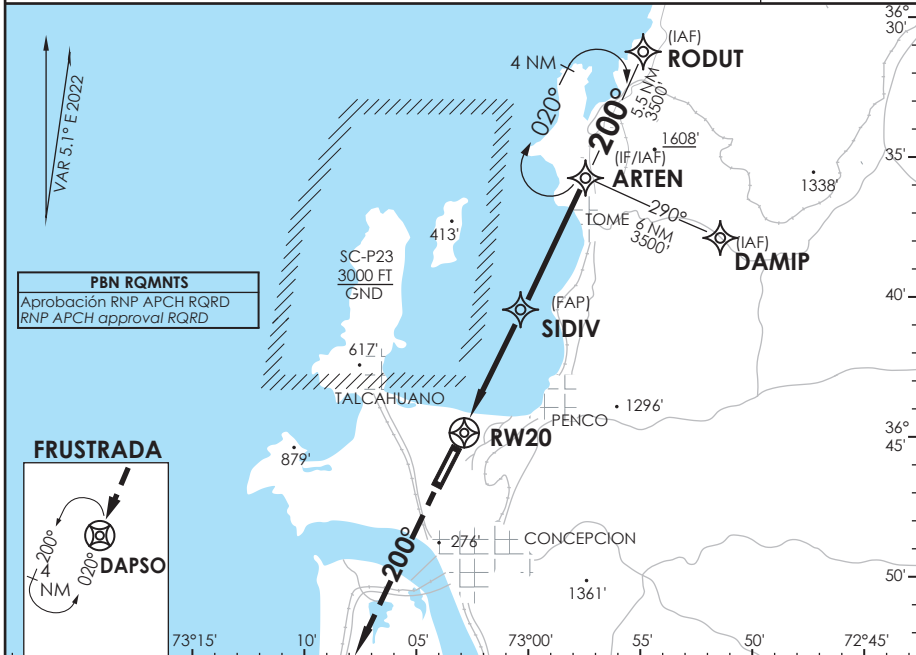 36°
30'
VAR 5.1° E 2022
(IAF)
RODUT
4 NM
020°
200°
5.5 NM
3500'
1608'
(IF/IAF)
ARTEN
35'
1338'
TOME
290°
6 NM
3500'
(IAF)
DAMIP
413'
SC-P23
3000 FT
GND
PBN RQMNTS
Aprobación RNP APCH RQRD
RNP APCH approval RQRD
40'
(FAP)
SIDIV
617'
TALCAHUANO
PENCO
1296'
RW20
36°
45'
879'
FRUSTRADA
200°
4
NM
020°
DAPSO
276'
CONCEPCION
200°
1361'
50'
73°15'
10'
05'
73°00'
55'
50'
72°45'